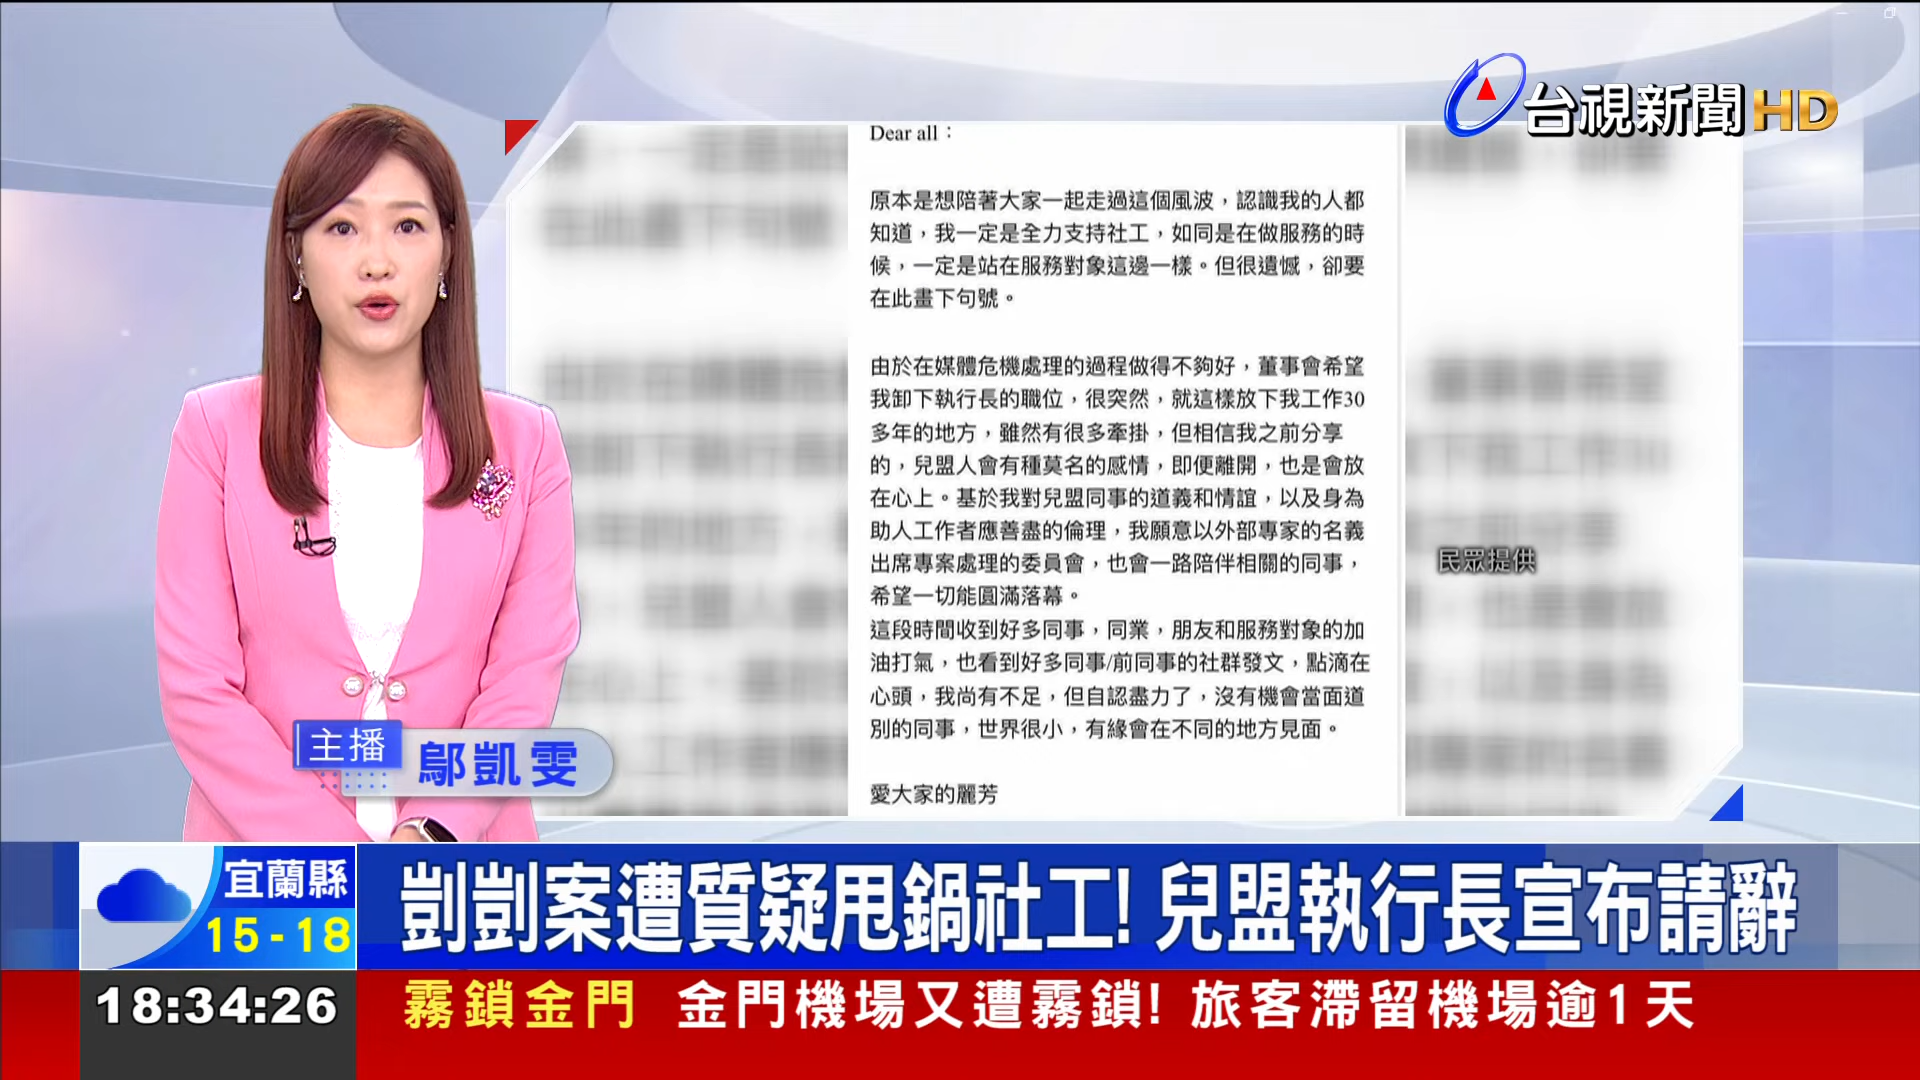 台視新聞HD
Dear all：
原本是想陪著大家一起走過這個風波，認識我的人都
知道，我一定是全力支持社工，如同是在做服務的時
候，一定是站在服務對象這邊一樣。但很遺憾，卻要
在此畫下句號。
由於在媒體危機處理的過程做得不夠好，董事會希望
我卸下執行長的職位，很突然，就這樣放下我工作30
多年的地方，雖然有很多牽掛，但相信我之前分享
的，兒盟人會有種莫名的感情，即便離開，也是會放
在心上。基於我對兒盟同事的道義和情誼，以及身為
助人工作者應善盡的倫理，我願意以外部專家的名義
出席專案處理的委員會，也會一路陪伴相關的同事，
希望一切能圓滿落幕。
這段時間收到好多同事，同業，朋友和服務對象的加
油打氣，也看到好多同事/前同事的社群發文，點滴在
心頭，我尚有不足，但自認盡力了，沒有機會當面道
別的同事，世界很小，有緣會在不同的地方見面。
愛大家的麗芳
民眾提供
主播 鄔凱雯
宜蘭縣
15-18
剴剴案遭質疑甩鍋社工! 兒盟執行長宣布請辭
18:34:26
霧鎖金門 金門機場又遭霧鎖! 旅客滯留機場逾1天